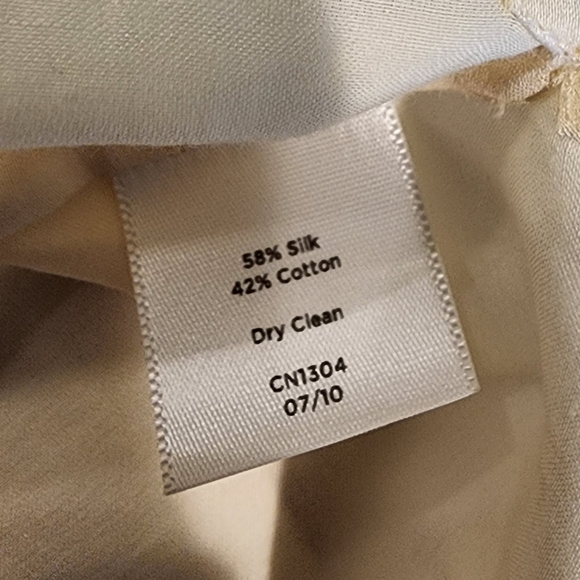 58% Silk
42% Cotton
Dry Clean
CN1304
07/10